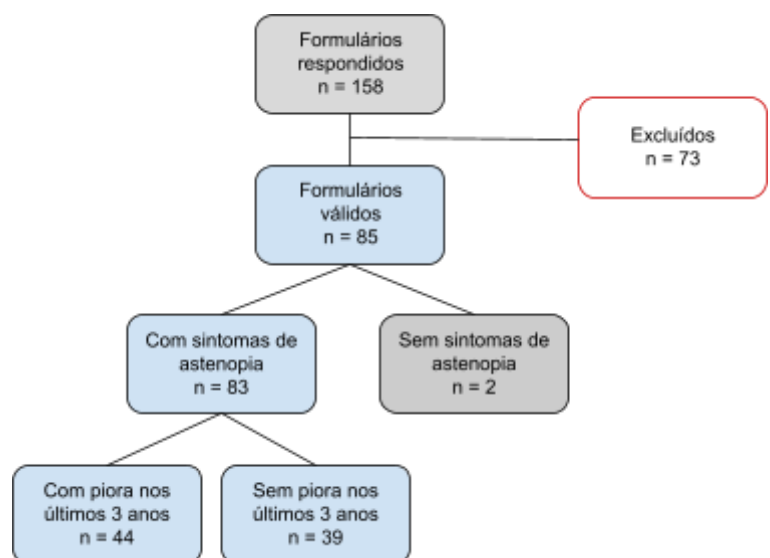 Formulários
respondidos
n = 158
Excluídos
n = 73
Formulários
válidos
n = 85
Com sintomas de
astenopia
n = 83
Sem sintomas de
astenopia
n = 2
Com piora nos
últimos 3 anos
n = 44
Sem piora nos
últimos 3 anos
n = 39